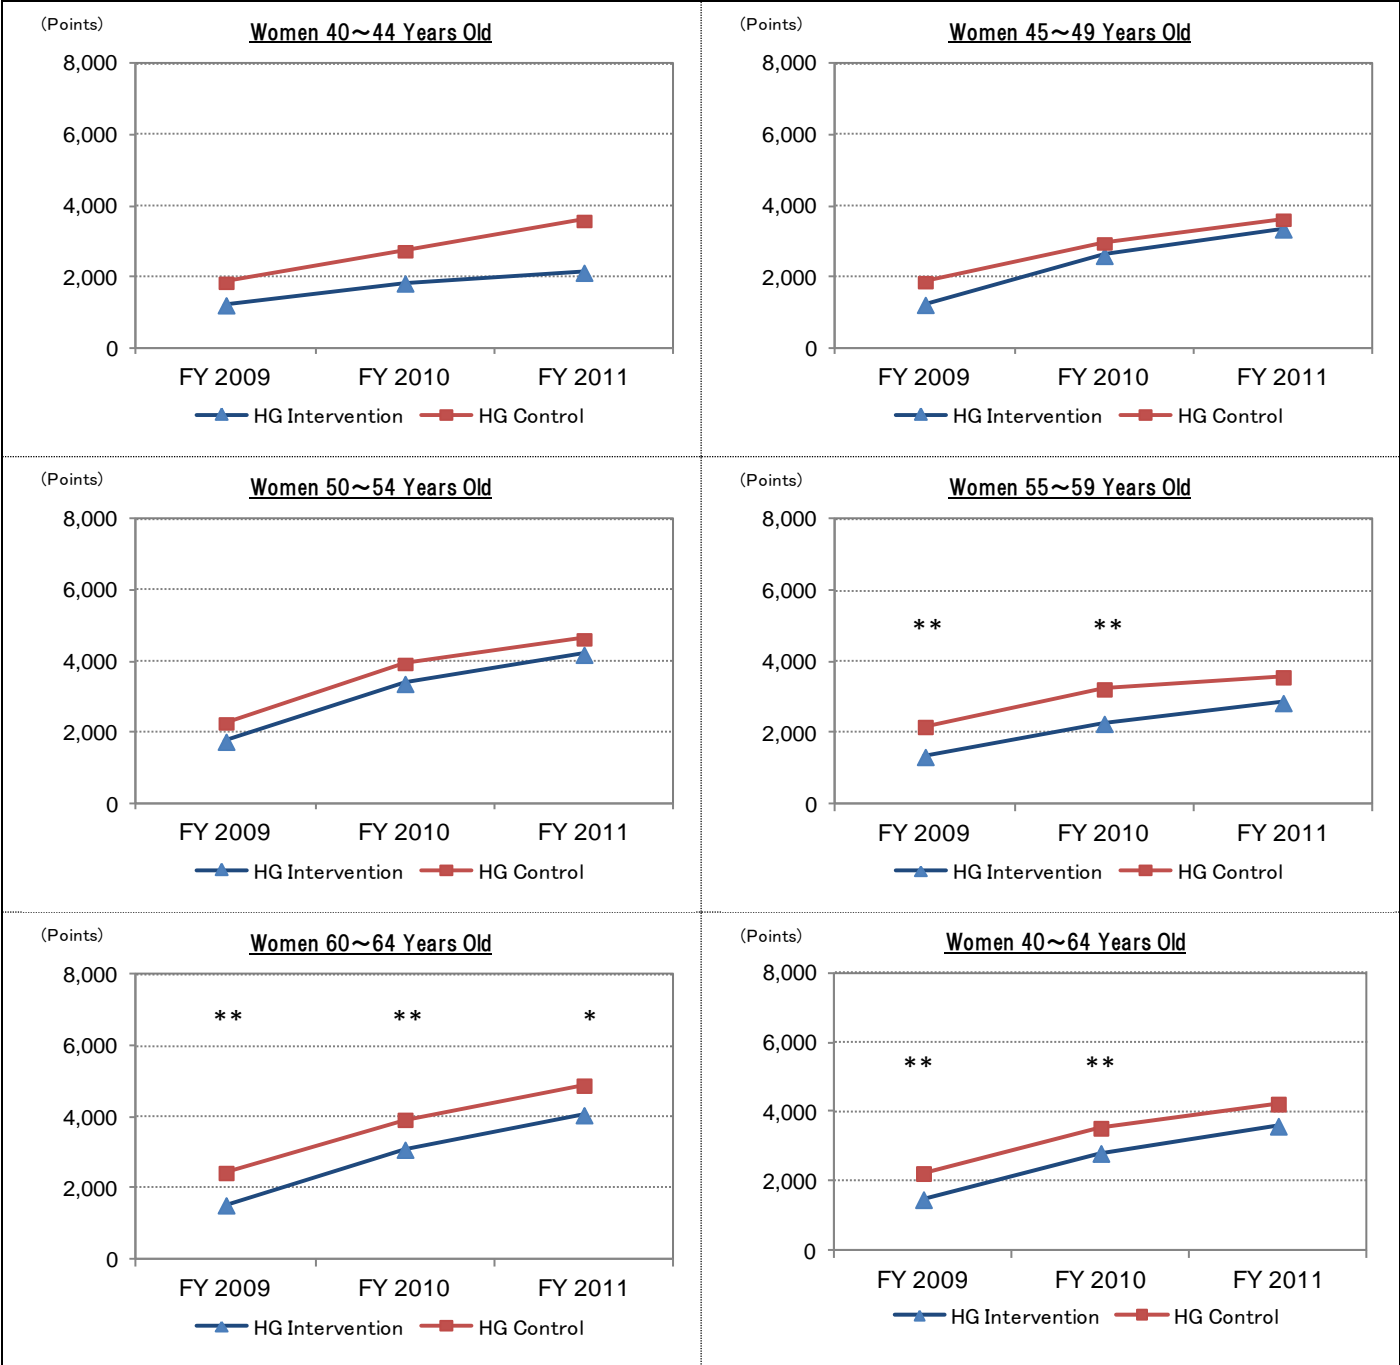 (Points)
Women 40～44 Years Old
8,000
6,000
4,000
2,000
0
FY 2009 FY 2010 FY 2011
HG Intervention HG Control
(Points)
Women 45～49 Years Old
8,000
6,000
4,000
2,000
0
FY 2009 FY 2010 FY 2011
HG Intervention HG Control
(Points)
Women 50～54 Years Old
8,000
6,000
4,000
2,000
0
FY 2009 FY 2010 FY 2011
HG Intervention HG Control
(Points)
Women 55～59 Years Old
8,000
6,000
** **
4,000
2,000
0
FY 2009 FY 2010 FY 2011
HG Intervention HG Control
(Points)
Women 60～64 Years Old
8,000
** ** *
6,000
4,000
2,000
0
FY 2009 FY 2010 FY 2011
HG Intervention HG Control
(Points)
Women 40～64 Years Old
8,000
6,000
** **
4,000
2,000
0
FY 2009 FY 2010 FY 2011
HG Intervention HG Control